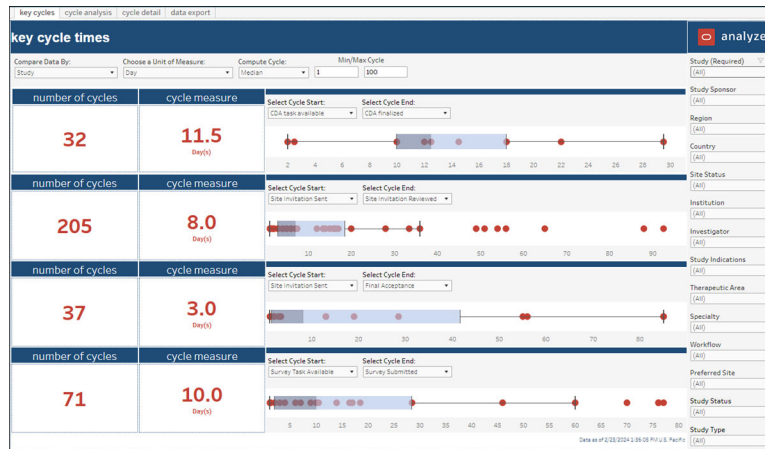 key cycles cycle analysis cycle detail data export
key cycle times
analyze
Compare Data By: Choose a Unit of Measure: Compute Cycle: Min/Max Cycle
Study Day Median 1 100
number of cycles cycle measure
32 11.5
Day(s)
Select Cycle Start: Select Cycle End:
CDA task available CDA finalized
2 4 6 8 10 12 14 16 18 20 22 24 26 28 30
number of cycles cycle measure
205 8.0
Day(s)
Select Cycle Start: Select Cycle End:
Site Invitation Sent Site Invitation Reviewed
10 20 30 40 50 60 70 80 90
number of cycles cycle measure
37 3.0
Day(s)
Select Cycle Start: Select Cycle End:
Site Invitation Sent Final Acceptance
10 20 30 40 50 60 70 80
number of cycles cycle measure
71 10.0
Day(s)
Select Cycle Start: Select Cycle End:
Survey Task Available Survey Submitted
5 10 15 20 25 30 35 40 45 50 55 60 65 70 75 80
Data as of 2/23/2024 1:36:05 PM U.S. Pacific
Study (Required)
(All)
Study Sponsor
(All)
Region
(All)
Country
(All)
Site Status
(All)
Institution
(All)
Investigator
(All)
Study Indications
(All)
Therapeutic Area
(All)
Specialty
(All)
Workflow
(All)
Preferred Site
(All)
Study Status
(All)
Study Type
(All)